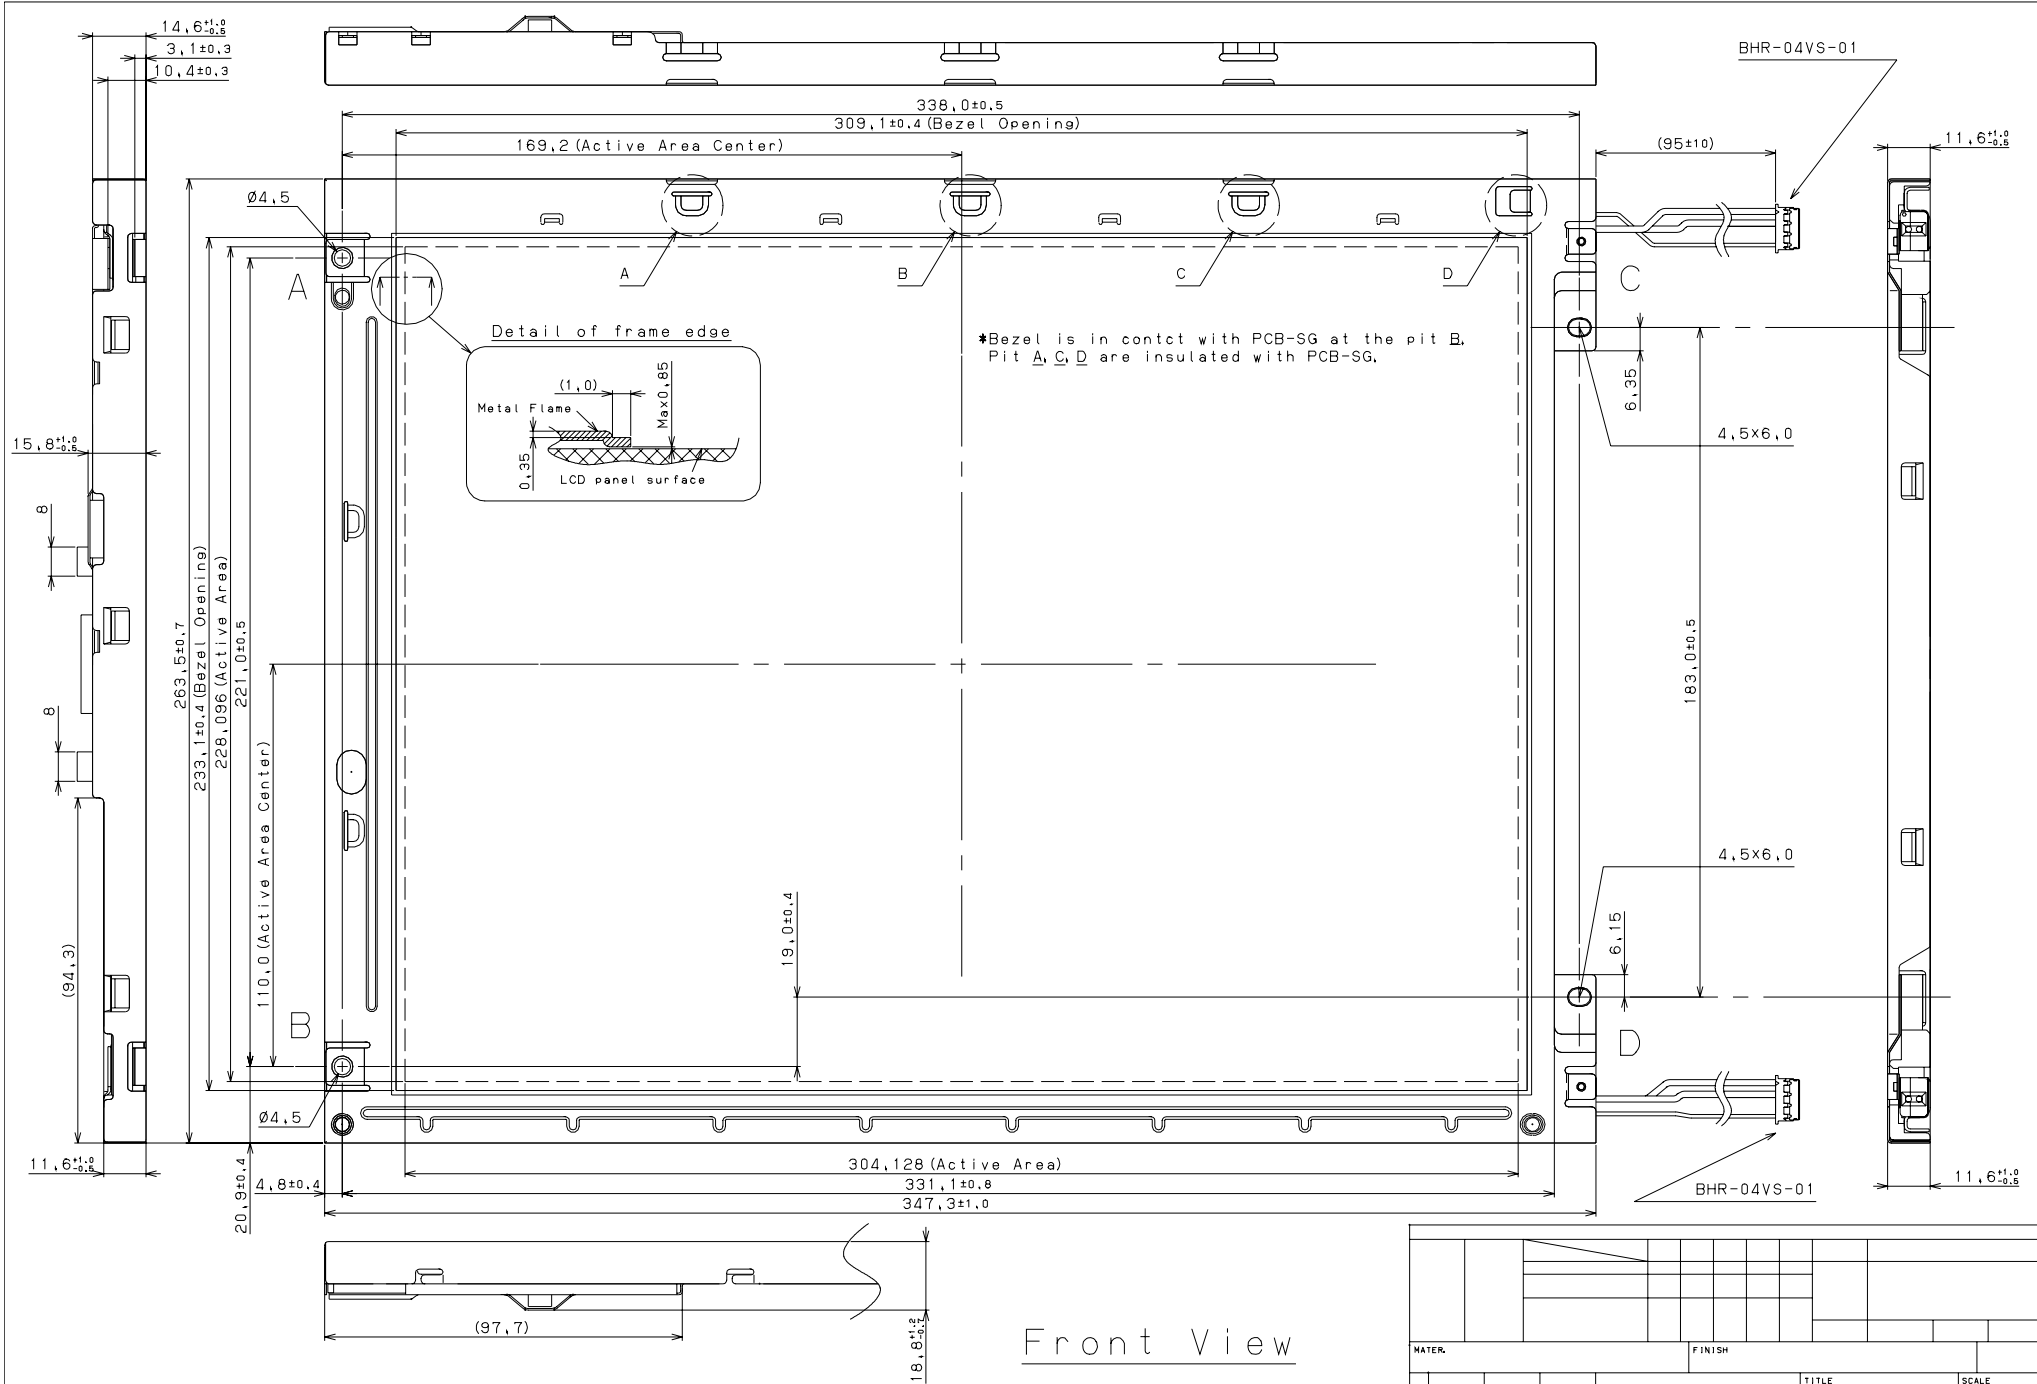 14.6+1.0-0.5
3.1±0.3
10.4±0.3
BHR-04VS-01
338.0±0.5
309.1±0.4 (Bezel Opening)
169.2 (Active Area Center)
(95±10)
11.6+1.0-0.5
Ø4.5
A
B
C
D
A
C
Detail of frame edge
(1.0)
Max0.85
Metal Flame
0.35
LCD panel surface
*Bezel is in contct with PCB-SG at the pit B.
Pit A, C, D are insulated with PCB-SG.
6.35
4.5×6.0
15.8+1.0-0.5
8
8
263.5±0.7
233.1±0.4 (Bezel Opening)
228.096 (Active Area)
221.0±0.5
110.0 (Active Area Center)
183.0±0.5
4.5×6.0
19.0±0.4
6.15
(94.3)
B
D
Ø4.5
11.6+1.0-0.5
20.9±0.4
4.8±0.4
304.128 (Active Area)
331.1±0.8
347.3±1.0
BHR-04VS-01
11.6+1.0-0.5
(97.7)
18.8+1.2-0.7
Front View
MATER.
FINISH
TITLE
SCALE